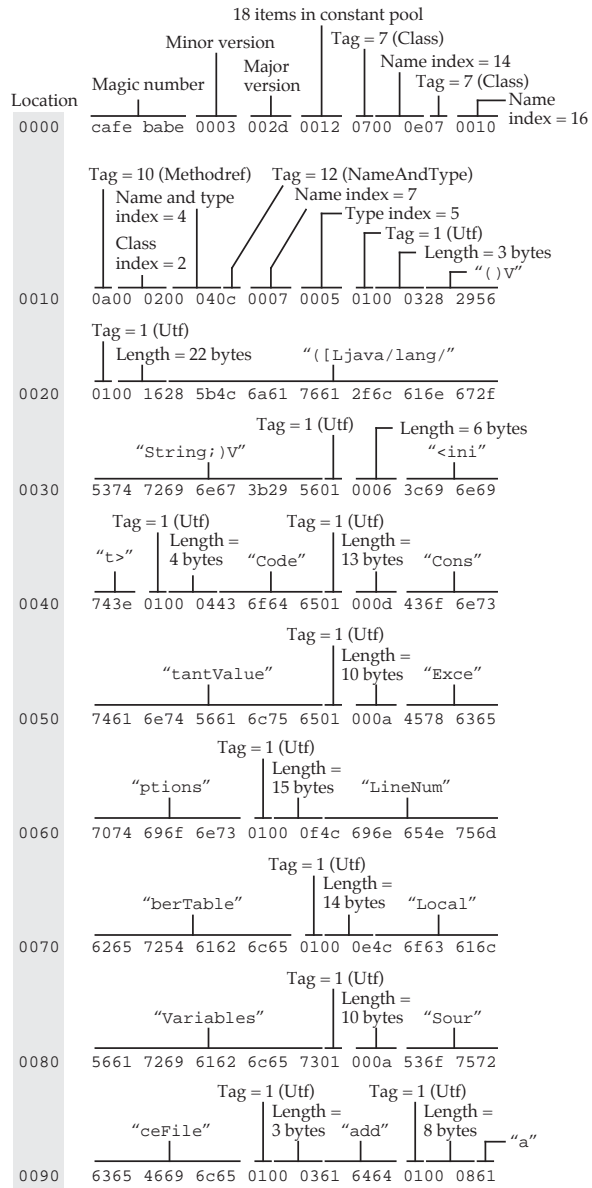 18 items in constant pool
Minor version
Tag = 7 (Class)
Magic number
Major
version
Name index = 14
Tag = 7 (Class)
Location
Name
index = 16
0000 cafe babe 0003 002d 0012 0700 0e07 0010
Tag = 10 (Methodref)
Tag = 12 (NameAndType)
Name and type
index = 4
Name index = 7
Class
index = 2
Type index = 5
Tag = 1 (Utf)
Length = 3 bytes
“()V”
0010 0a00 0200 040c 0007 0005 0100 0328 2956
Tag = 1 (Utf)
Length = 22 bytes
“([Ljava/lang/”
0020 0100 1628 5b4c 6a61 7661 2f6c 616e 672f
Tag = 1 (Utf)
Length = 6 bytes
“String;)V”
“<ini”
0030 5374 7269 6e67 3b29 5601 0006 3c69 6e69
Tag = 1 (Utf)
Tag = 1 (Utf)
“t>”
Length =
4 bytes
“Code”
Length =
13 bytes
“Cons”
0040 743e 0100 0443 6f64 6501 000d 436f 6e73
Tag = 1 (Utf)
“tantValue”
Length =
10 bytes
“Exce”
0050 7461 6e74 5661 6c75 6501 000a 4578 6365
Tag = 1 (Utf)
“ptions”
Length =
15 bytes
“LineNum”
0060 7074 696f 6e73 0100 0f4c 696e 654e 756d
Tag = 1 (Utf)
“berTable”
Length =
14 bytes
“Local”
0070 6265 7254 6162 6c65 0100 0e4c 6f63 616c
Tag = 1 (Utf)
“Variables”
Length =
10 bytes
“Sour”
0080 5661 7269 6162 6c65 7301 000a 536f 7572
Tag = 1 (Utf)
Tag = 1 (Utf)
“ceFile”
Length =
3 bytes
“add”
Length =
8 bytes
“a”
0090 6365 4669 6c65 0100 0361 6464 0100 0861